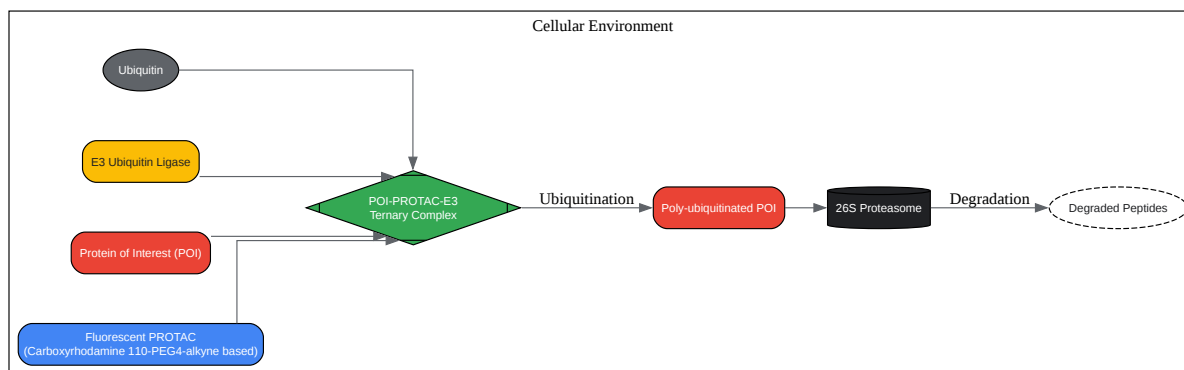 Cellular Environment
Ubiquitin
E3 Ubiquitin Ligase
POI-PROTAC-E3
Ternary Complex
Ubiquitination
Poly-ubiquitinated POI
26S Proteasome
Degradation
Degraded Peptides
Protein of Interest (POI)
Fluorescent PROTAC
(Carboxyrhodamine 110-PEG4-alkyne based)